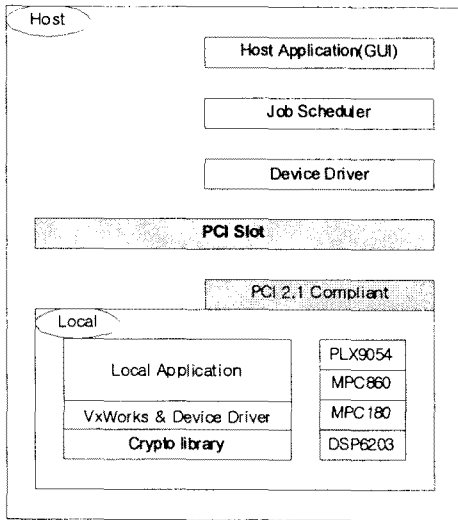 Host
Host Application(GUI)
Job Scheduler
Device Driver
PCI Slot
PCI 2.1 Compliant
Local
Local Application
VxWorks & Device Driver
Crypto library
PLX9054
MPC860
MPC180
DSP6203